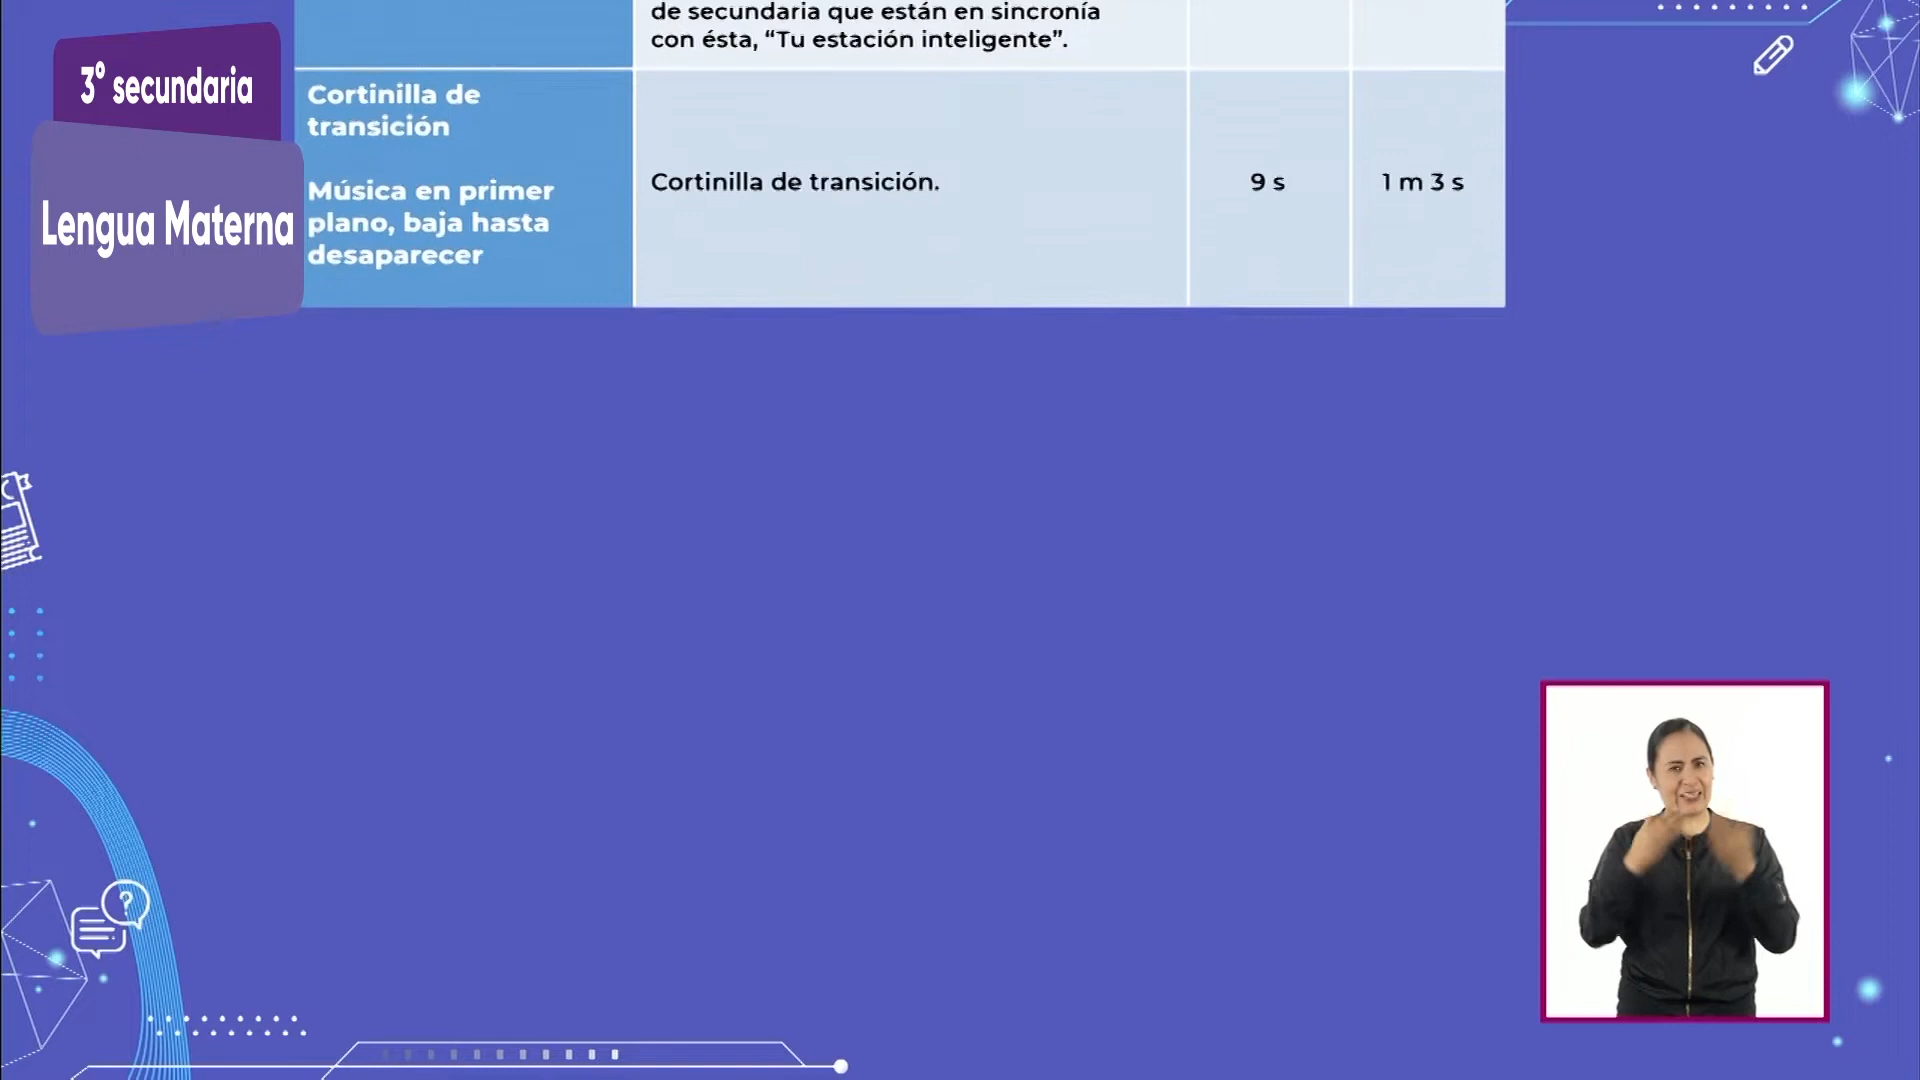 3° secundaria
Lengua Materna
de secundaria que están en sincronía
con ésta, “Tu estación inteligente”.
Cortinilla de
transición
Música en primer
plano, baja hasta
desaparecer
Cortinilla de transición.
9 s
1 m 3 s
?